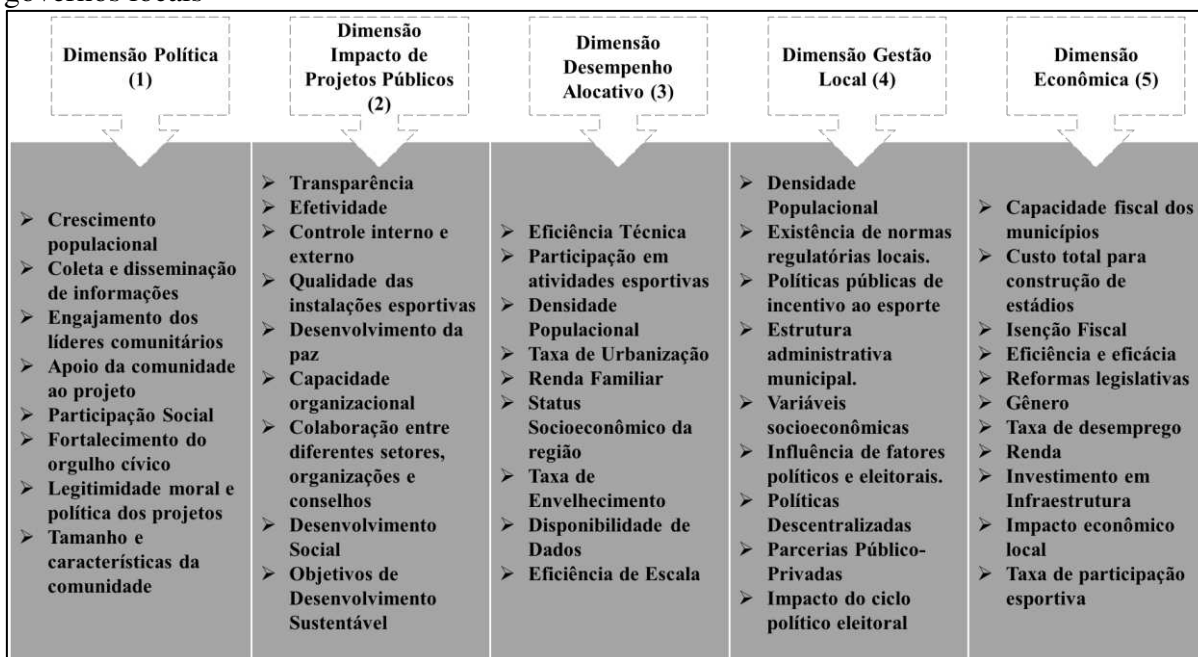 governos locais
Dimensão Política
(1)
Dimensão
Impacto de
Projetos Públicos
(2)
Dimensão
Desempenho
Alocativo (3)
Dimensão Gestão
Local (4)
Dimensão
Econômica (5)
➢ Crescimento
populacional
➢ Coleta e disseminação
de informações
➢ Engajamento dos
líderes comunitários
➢ Apoio da comunidade
ao projeto
➢ Participação Social
➢ Fortalecimento do
orgulho cívico
➢ Legitimidade moral e
política dos projetos
➢ Tamanho e
características da
comunidade
➢ Transparência
➢ Efetividade
➢ Controle interno e
externo
➢ Qualidade das
instalações esportivas
➢ Desenvolvimento da
paz
➢ Capacidade
organizacional
➢ Colaboração entre
diferentes setores,
organizações e
conselhos
➢ Desenvolvimento
Social
➢ Objetivos de
Desenvolvimento
Sustentável
➢ Eficiência Técnica
➢ Participação em
atividades esportivas
➢ Densidade
Populacional
➢ Taxa de Urbanização
➢ Renda Familiar
➢ Status
Socioeconômico da
região
➢ Taxa de
Envelhecimento
➢ Disponibilidade de
Dados
➢ Eficiência de Escala
➢ Densidade
Populacional
➢ Existência de normas
regulatórias locais.
➢ Políticas públicas de
incentivo ao esporte
➢ Estrutura
administrativa
municipal.
➢ Variáveis
socioeconômicas
➢ Influência de fatores
políticos e eleitorais.
➢ Políticas
Descentralizadas
➢ Parcerias Público-
Privadas
➢ Impacto do ciclo
político eleitoral
➢ Capacidade fiscal dos
municípios
➢ Custo total para
construção de
estádios
➢ Isenção Fiscal
➢ Eficiência e eficácia
➢ Reformas legislativas
➢ Gênero
➢ Taxa de desemprego
➢ Renda
➢ Investimento em
Infraestrutura
➢ Impacto econômico
local
➢ Taxa de participação
esportiva